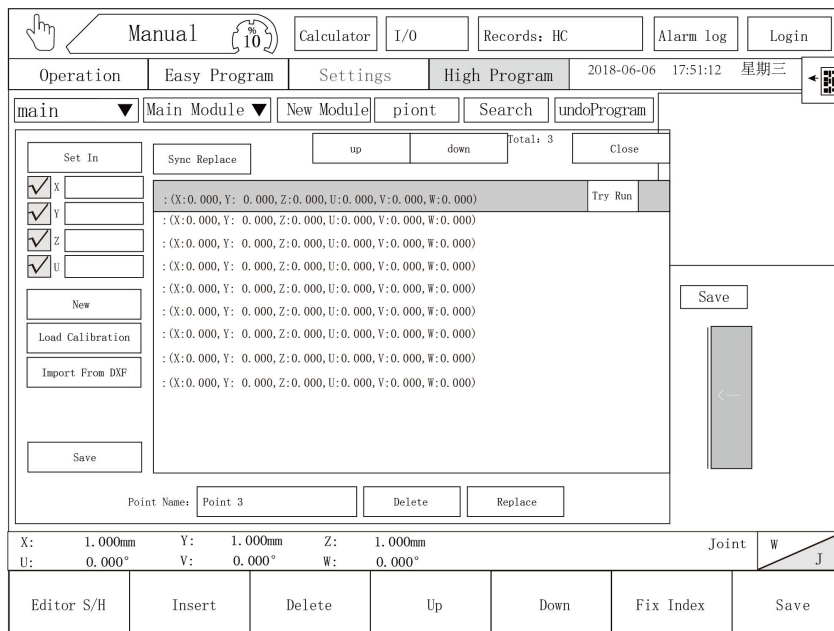 Manual
%
10
Calculator
I/O
Records: HC
Alarm log
Login
Operation
Easy Program
Settings
High Program
2018-06-06 17:51:12 星期三
main ▼
Main Module ▼
New Module
piont
Search
undoProgram
Set In
Sync Replace
up
down
Total: 3
Close
X
Y
Z
U
:(X:0.000, Y: 0.000, Z:0.000, U:0.000, V:0.000, W:0.000)
Try Run
:(X:0.000, Y: 0.000, Z:0.000, U:0.000, V:0.000, W:0.000)
:(X:0.000, Y: 0.000, Z:0.000, U:0.000, V:0.000, W:0.000)
:(X:0.000, Y: 0.000, Z:0.000, U:0.000, V:0.000, W:0.000)
:(X:0.000, Y: 0.000, Z:0.000, U:0.000, V:0.000, W:0.000)
:(X:0.000, Y: 0.000, Z:0.000, U:0.000, V:0.000, W:0.000)
:(X:0.000, Y: 0.000, Z:0.000, U:0.000, V:0.000, W:0.000)
:(X:0.000, Y: 0.000, Z:0.000, U:0.000, V:0.000, W:0.000)
:(X:0.000, Y: 0.000, Z:0.000, U:0.000, V:0.000, W:0.000)
New
Load Calibration
Import From DXF
Save
Save
<--
Point Name: Point 3
Delete
Replace
X: 1.000mm Y: 1.000mm Z: 1.000mm
U: 0.000° V: 0.000° W: 0.000°
Joint
W
J
Editor S/H
Insert
Delete
Up
Down
Fix Index
Save